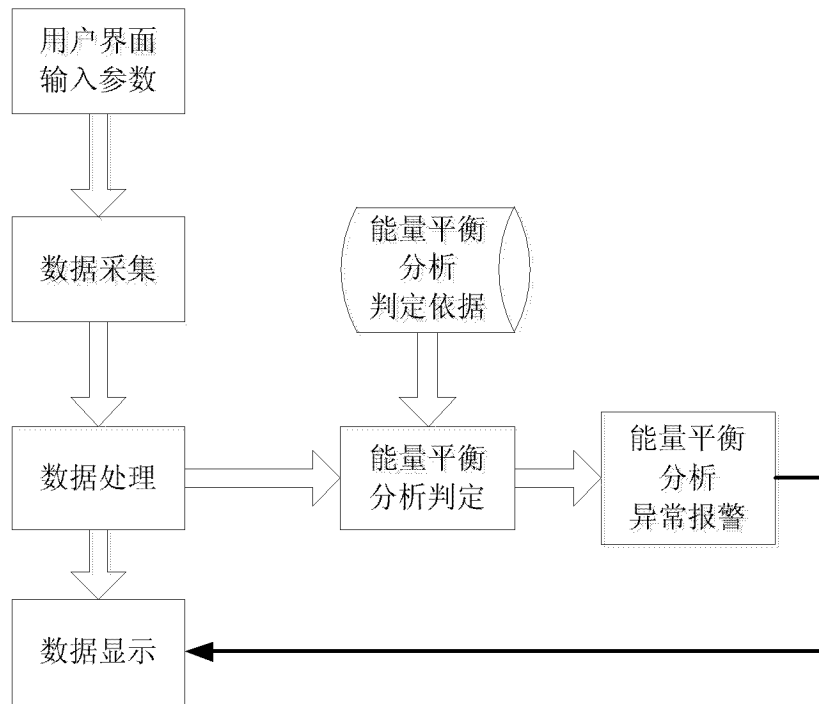 用户界面
输入参数
数据采集
能量平衡
分析
判定依据
数据处理
能量平衡
分析判定
能量平衡
分析
异常报警
数据显示